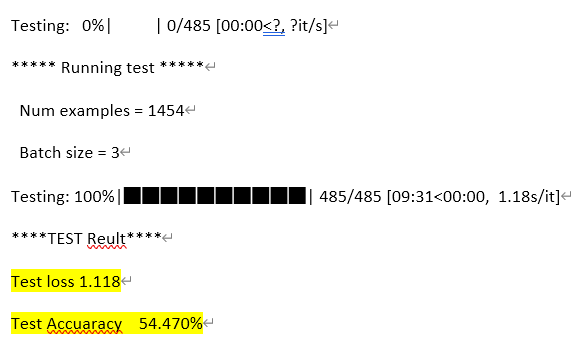 Testing:   0%|          | 0/485 [00:00<?, ?it/s]
***** Running test *****
  Num examples = 1454
  Batch size = 3
Testing: 100%|██████████| 485/485 [09:31<00:00,  1.18s/it]
****TEST Reult****
Test loss 1.118
Test Accuaracy    54.470%